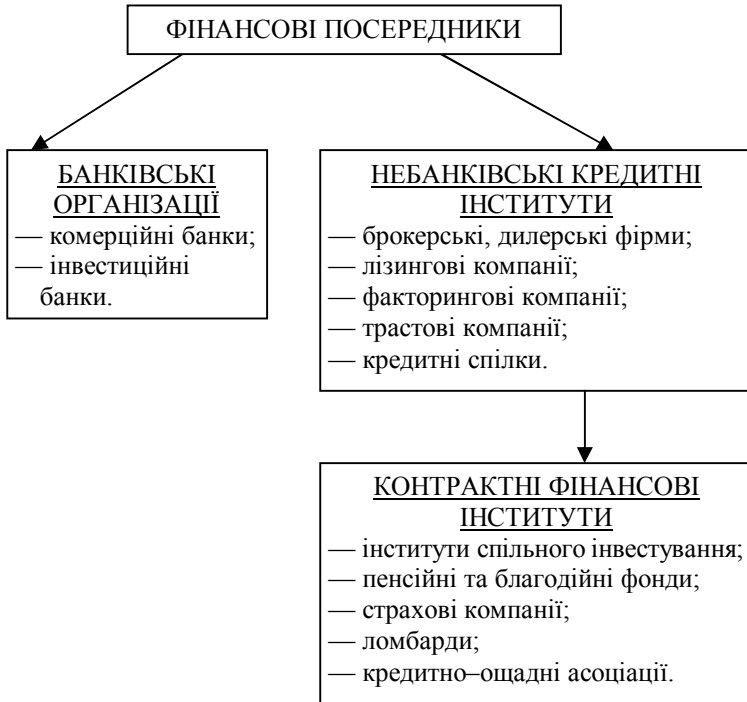 ФІНАНСОВІ ПОСЕРЕДНИКИ
БАНКІВСЬКІ
ОРГАНІЗАЦІЇ
— комерційні банки;
— інвестиційні
банки.
НЕБАНКІВСЬКІ КРЕДИТНІ
ІНСТИТУТИ
— брокерські, дилерські фірми;
— лізингові компанії;
— факторингові компанії;
— трастові компанії;
— кредитні спілки.
КОНТРАКТНІ ФІНАНСОВІ
ІНСТИТУТИ
— інститути спільного інвестування;
— пенсійні та благодійні фонди;
— страхові компанії;
— ломбарди;
— кредитно–ощадні асоціації.